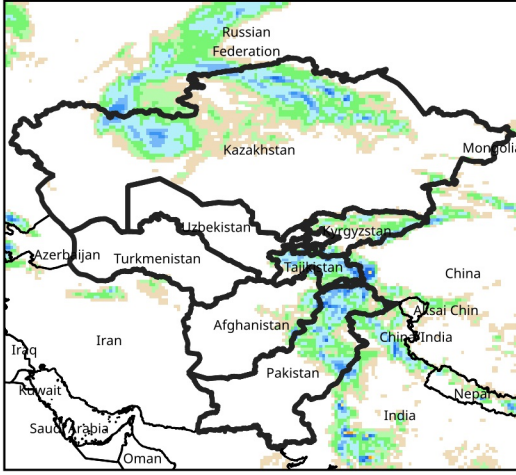 Russian
Federation
Kazakhstan
Mongolia
Uzbekistan
Kyrgyzstan
Azerbaijan
Turkmenistan
Tajikistan
China
Aksai Chin
Afghanistan
China/India
Iran
Iraq
Pakistan
Kuwait
Nepal
India
Saudi Arabia
Oman